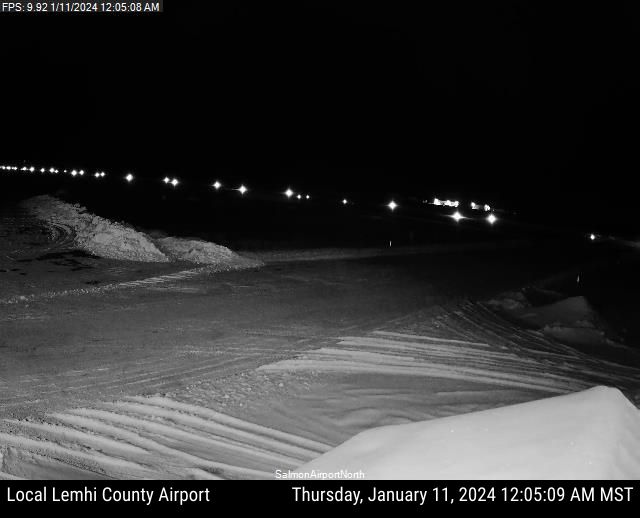 FPS: 9.92 1/11/2024 12:05:08 AM
SalmonAirportNorth
Local Lemhi County Airport Thursday, January 11, 2024 12:05:09 AM MST